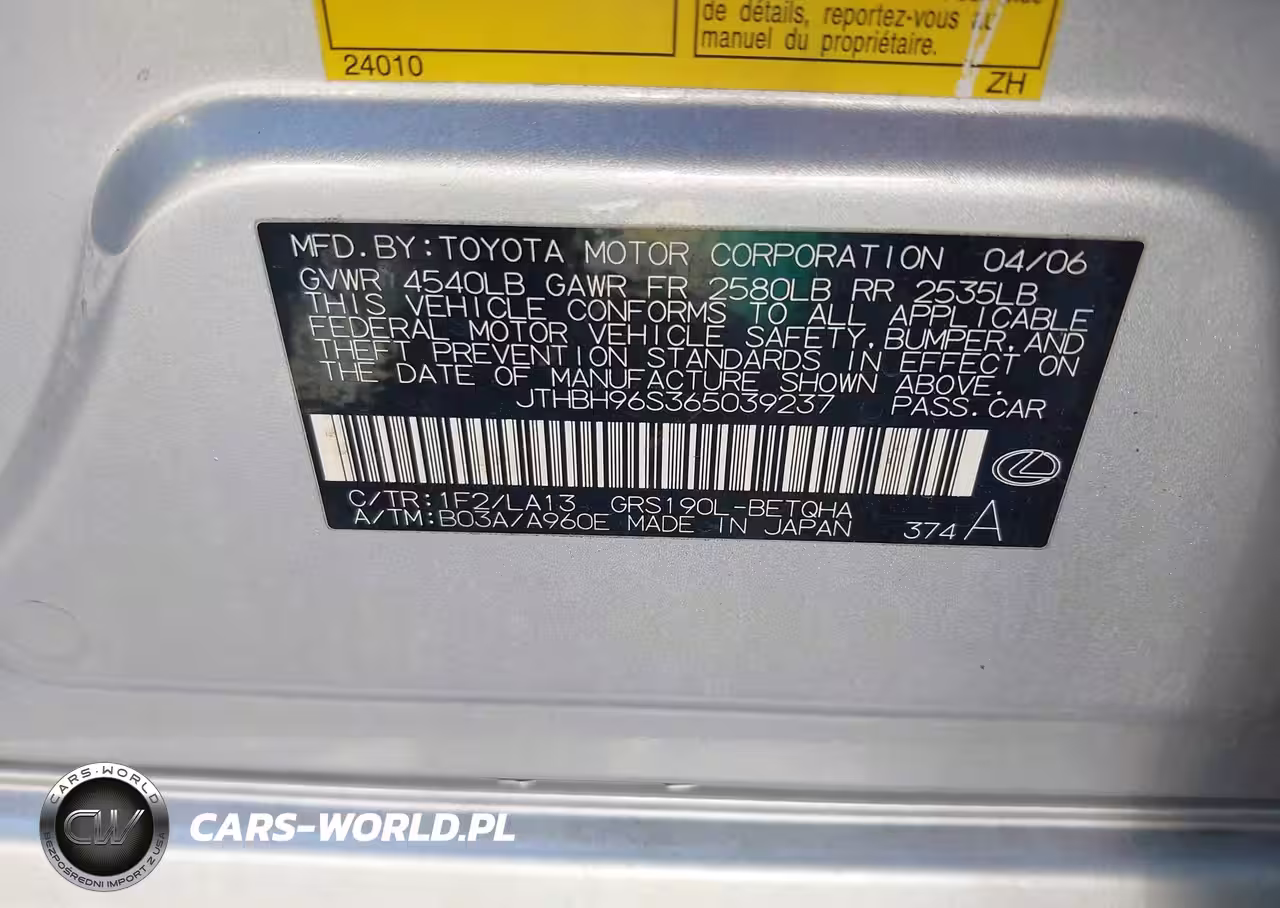 de détails, reportez-vous au
manuel du propriétaire.
24010
ZH
MFD.BY:TOYOTA MOTOR CORPORATION 04/06
GVWR 4540LB GAWR FR 2580LB RR 2535LB
THIS VEHICLE CONFORMS TO ALL APPLICABLE
FEDERAL MOTOR VEHICLE SAFETY,BUMPER,AND
THEFT PREVENTION STANDARDS IN EFFECT ON
THE DATE OF MANUFACTURE SHOWN ABOVE.
JTHBH96S365039237 PASS.CAR
C/TR:1F2/LA13 GRS190L-BETQHA
A/TM:B03A/A960E MADE IN JAPAN 374 A
CARS-WORLD
CW
BEZPOŚREDNI IMPORT Z USA
CARS-WORLD.PL